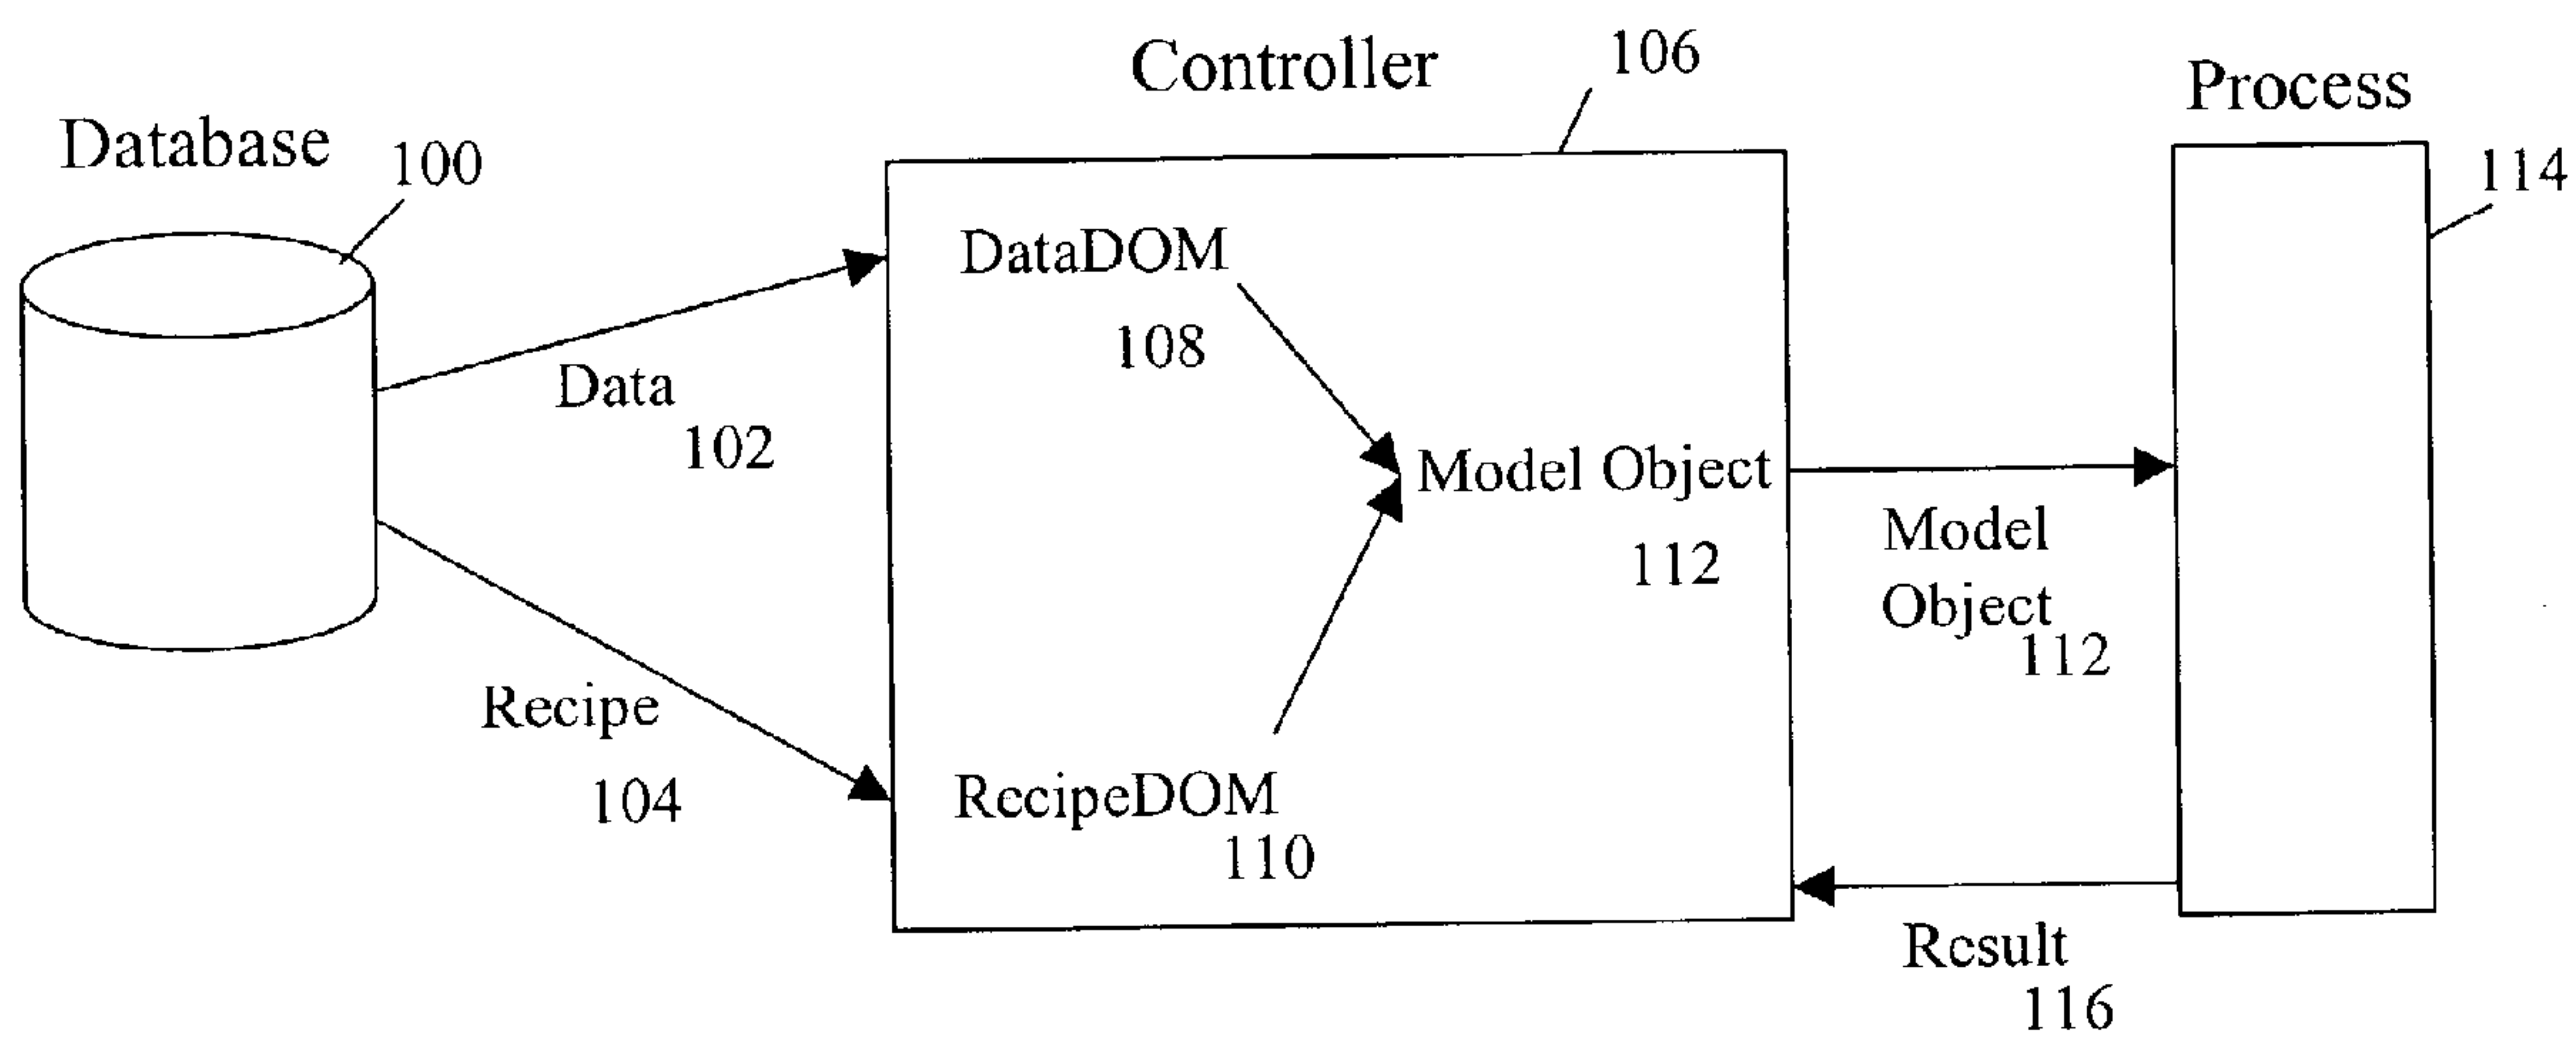 Database
100
Data
102
Recipe
104
Controller
106
DataDOM
108
Model Object
112
RecipeDOM
110
Model
Object
112
Process
114
Result
116